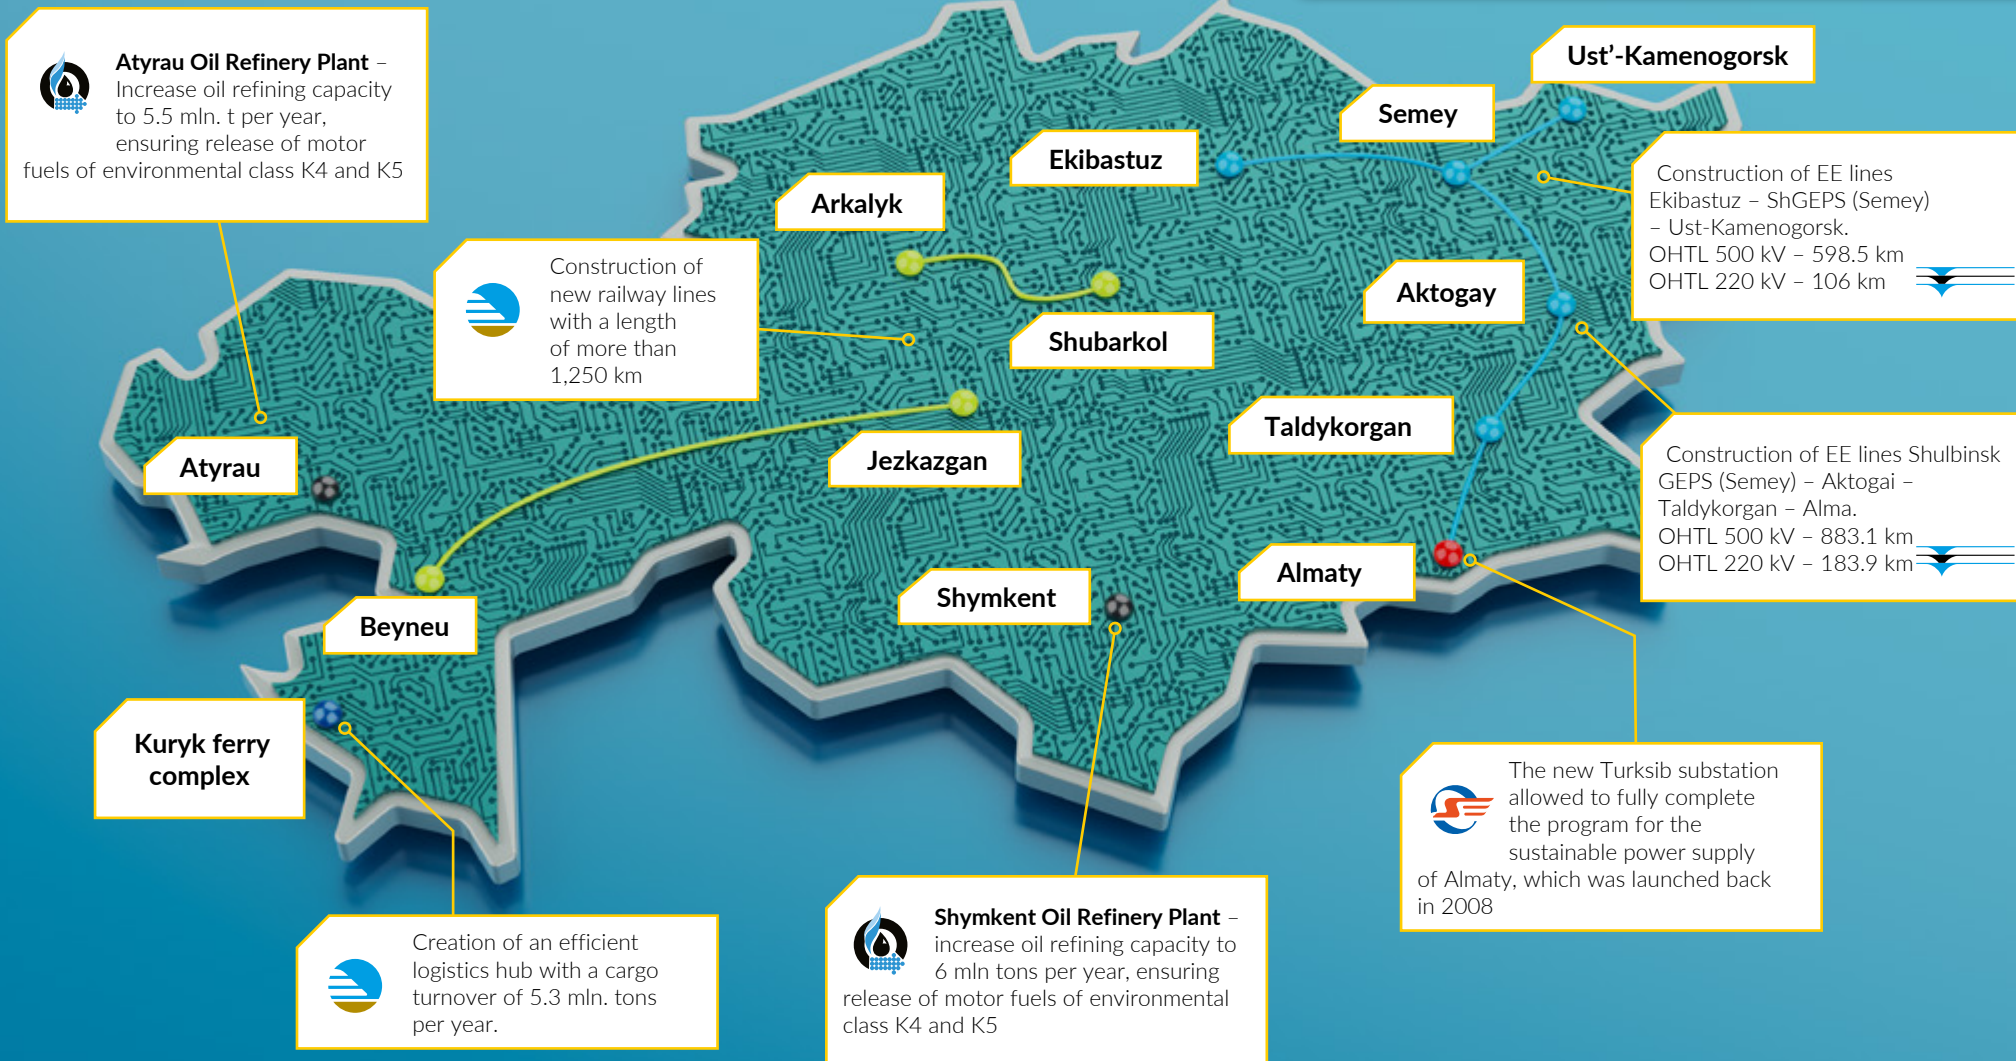 Atyrau Oil Refinery Plant –
Increase oil refining capacity
to 5.5 mln. t per year,
ensuring release of motor
fuels of environmental class K4 and K5
Ust'-Kamenogorsk
Semey
Ekibastuz
Arkalyk
Construction of EE lines
Ekibastuz – ShGEPS (Semey)
– Ust-Kamenogorsk.
OHTL 500 kV – 598.5 km
OHTL 220 kV – 106 km
Construction of
new railway lines
with a length
of more than
1,250 km
Aktogay
Shubarkol
Taldykorgan
Jezkazgan
Atyrau
Construction of EE lines Shulbinsk
GEPS (Semey) – Aktogai –
Taldykorgan – Alma.
OHTL 500 kV – 883.1 km
OHTL 220 kV – 183.9 km
Almaty
Shymkent
Beyneu
Kuryk ferry
complex
The new Turksib substation
allowed to fully complete
the program for the
sustainable power supply
of Almaty, which was launched back
in 2008
Creation of an efficient
logistics hub with a cargo
turnover of 5.3 mln. tons
per year.
Shymkent Oil Refinery Plant –
increase oil refining capacity to
6 mln tons per year, ensuring
release of motor fuels of environmental
class K4 and K5